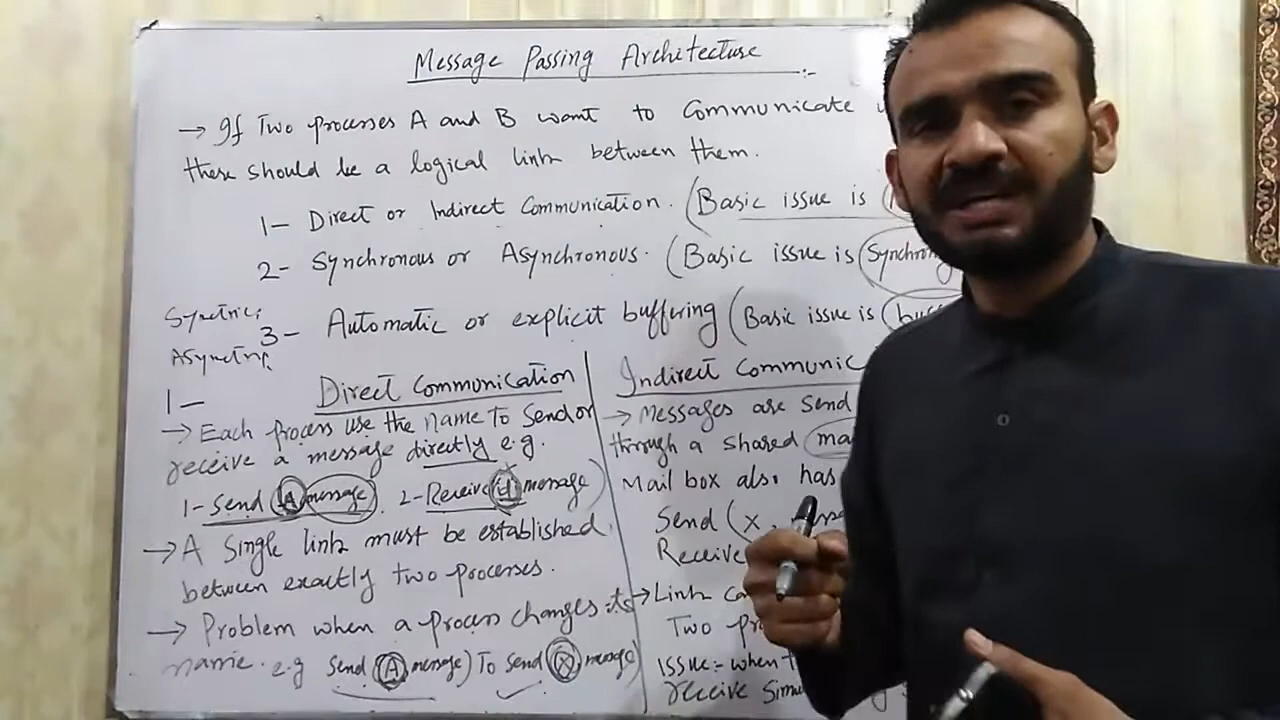 Message Passing Architecture :-
→ If Two processes A and B want to Communicate
there should be a logical link between them.
1- Direct or Indirect Communication. (Basic issue is
2- Synchronous or Asynchronous. (Basic issue is Synchron
Symetric,
3- Automatic or explicit buffering (Basic issue is
Asymetric
1- Direct Communication
→ Each process use the name to Send or
receive a message directly e.g.
1- Send (A message) 2- Receive ( message)
→ A Single link must be established
between exactly two processes.
→ Problem when a process changes its
name. e.g Send (A message) To Send (X message)
Indirect Communic
→ Messages are Send
through a shared ma
Mail box also has
Send (X,
Receive
→ Link
Two
Issue:- when
receive